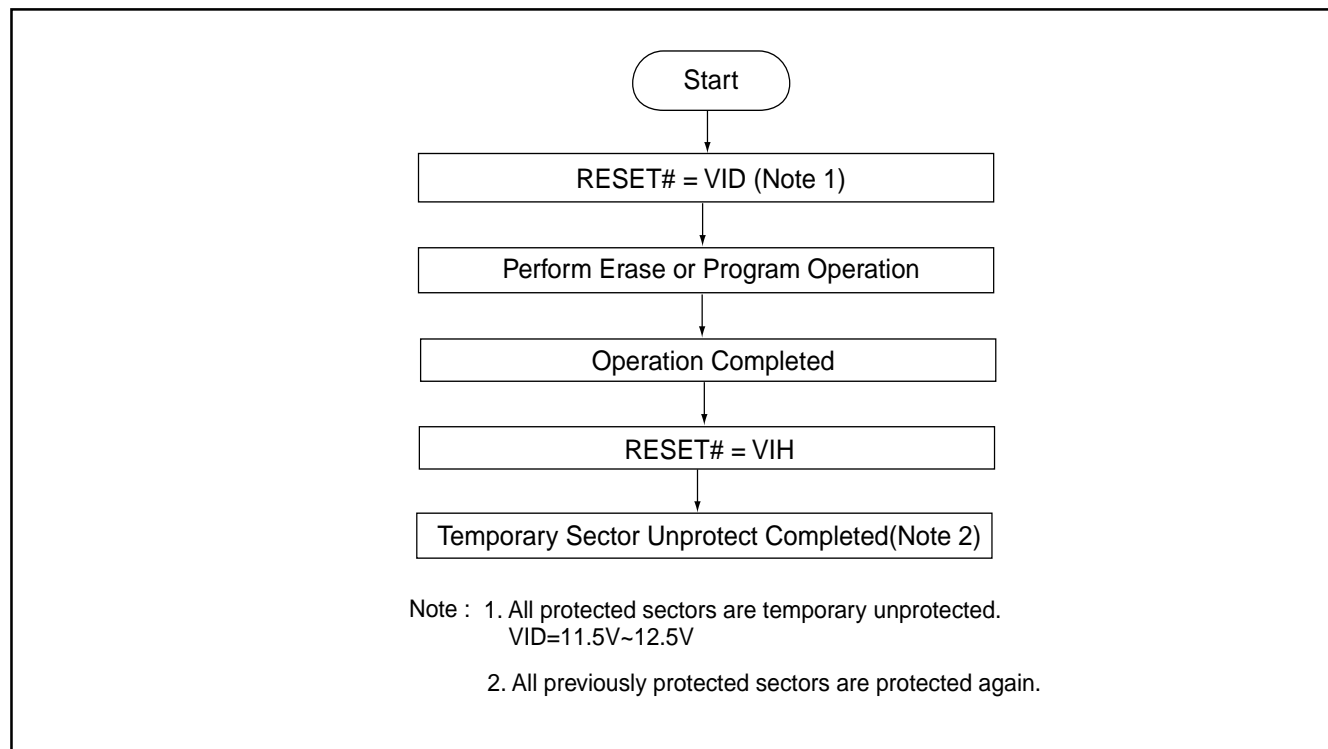 Start
RESET# = VID (Note 1)
Perform Erase or Program Operation
Operation Completed
RESET# = VIH
Temporary Sector Unprotect Completed(Note 2)
Note : 1. All protected sectors are temporary unprotected.
VID=11.5V~12.5V
2. All previously protected sectors are protected again.